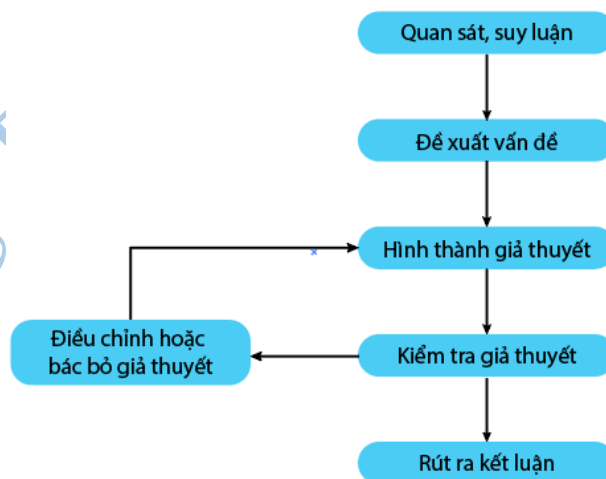 Quan sát, suy luận
Đề xuất vấn đề
Hình thành giả thuyết
Điều chỉnh hoặc
bác bỏ giả thuyết
Kiểm tra giả thuyết
Rút ra kết luận